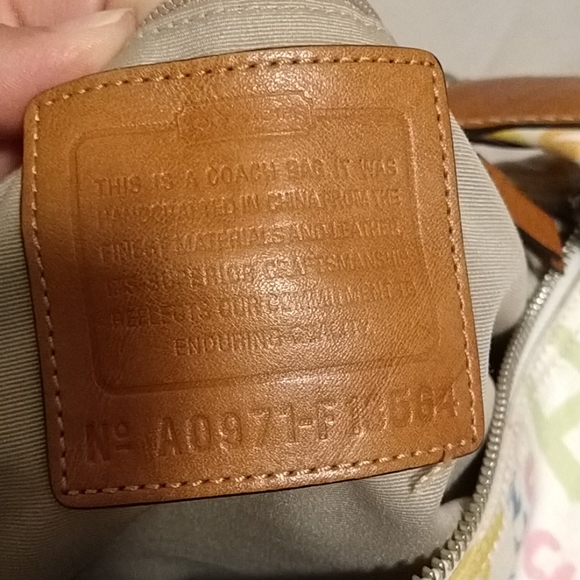 THIS IS A COACH BAG. IT WAS
HANDCRAFTED IN CHINA FROM THE
FINEST MATERIALS AND LEATHER
ITS SUPERIOR CRAFTSMANSHIP
REFLECTS OUR COMMITMENT TO
ENDURING QUALITY.
Nº A0971-F13564